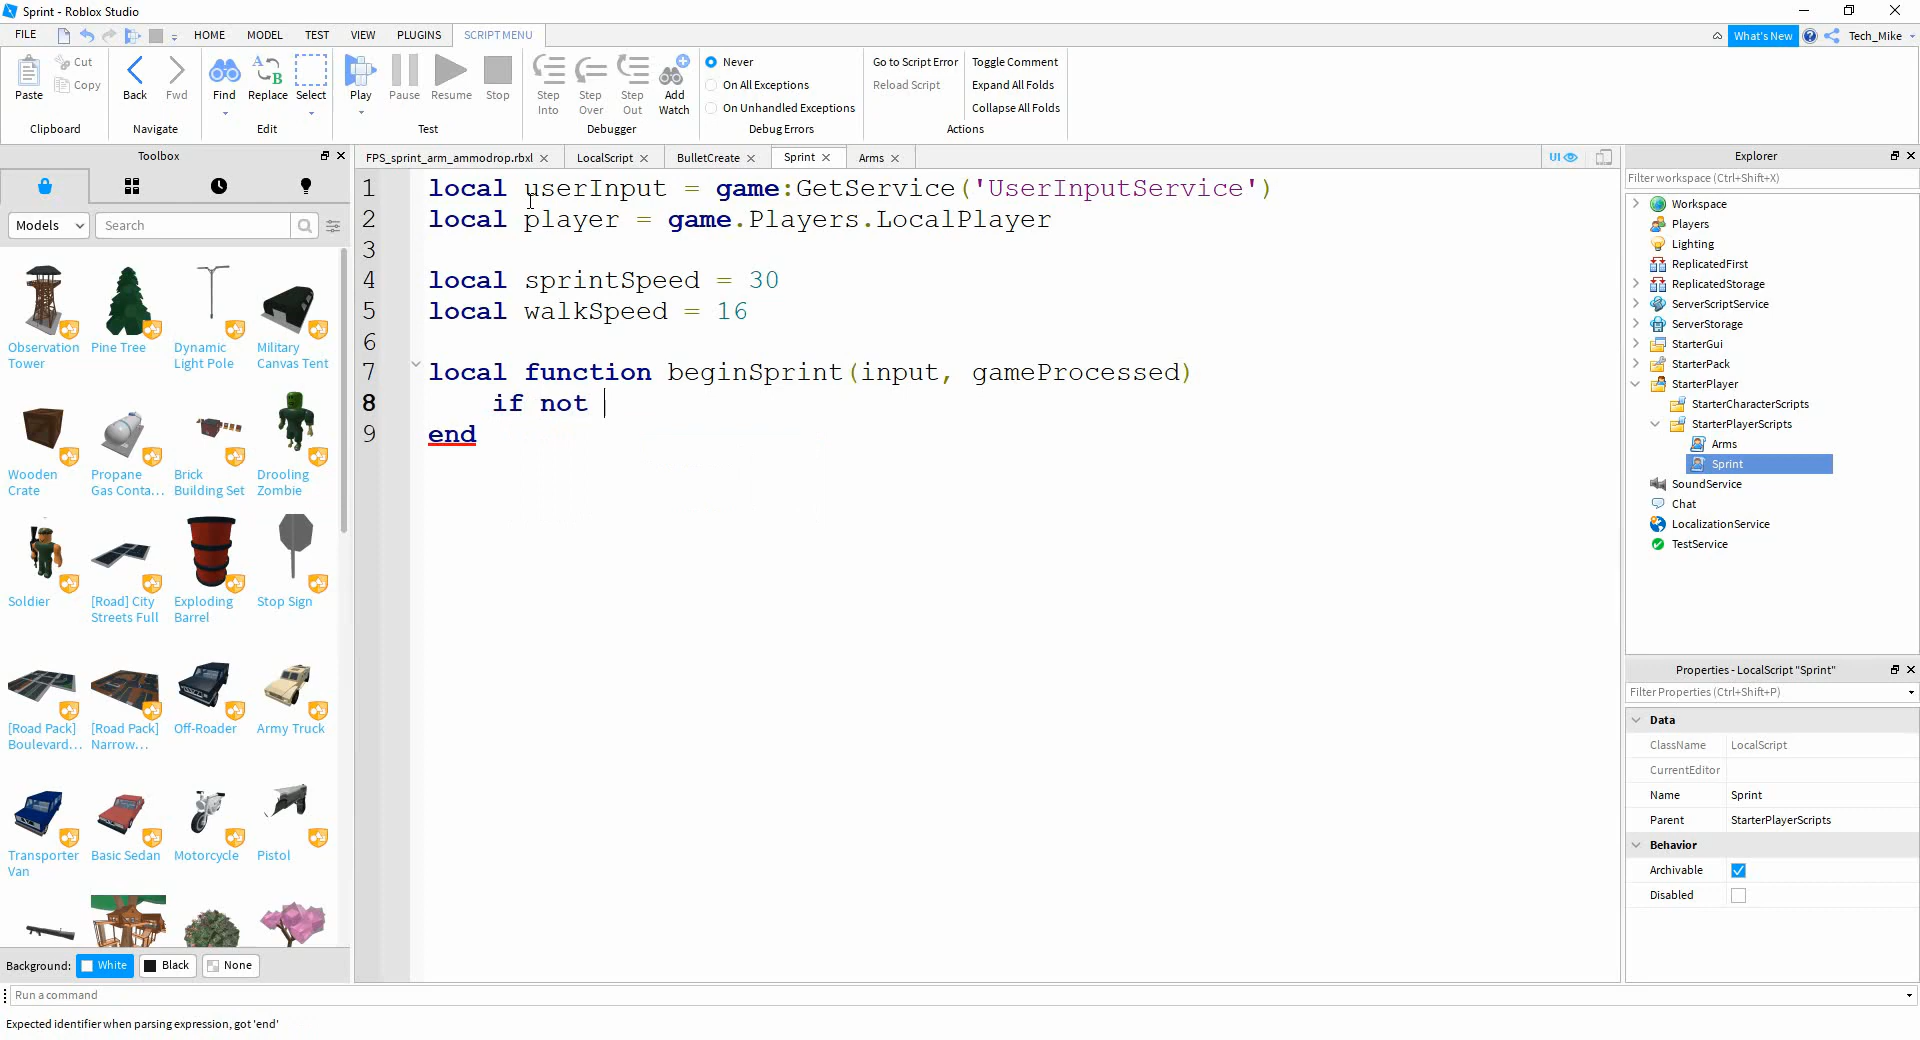 Sprint - Roblox Studio
FILE HOME MODEL TEST VIEW PLUGINS SCRIPT MENU What's New Tech_Mike
Paste Cut Copy Back Fwd Find Replace Select Play Pause Resume Stop Step Into Step Over Step Out Add Watch Never On All Exceptions On Unhandled Exceptions Go to Script Error Reload Script Toggle Comment Expand All Folds Collapse All Folds
Clipboard Navigate Edit Test Debugger Debug Errors Actions
Toolbox
Models Search
Observation Tower
Pine Tree
Dynamic Light Pole
Military Canvas Tent
Wooden Crate
Propane Gas Conta...
Brick Building Set
Drooling Zombie
Soldier
[Road] City Streets Full
Exploding Barrel
Stop Sign
[Road Pack] Boulevard...
[Road Pack] Narrow...
Off-Roader
Army Truck
Transporter Van
Basic Sedan
Motorcycle
Pistol
Background: White Black None
FPS_sprint_arm_ammodrop.rbxl LocalScript BulletCreate Sprint Arms UI
1 local userInput = game:GetService('UserInputService')
2 local player = game.Players.LocalPlayer
3
4 local sprintSpeed = 30
5 local walkSpeed = 16
6
7 local function beginSprint(input, gameProcessed)
8 if not
9 end
Explorer
Filter workspace (Ctrl+Shift+X)
Workspace
Players
Lighting
ReplicatedFirst
ReplicatedStorage
ServerScriptService
ServerStorage
StarterGui
StarterPack
StarterPlayer
StarterCharacterScripts
StarterPlayerScripts
Arms
Sprint
SoundService
Chat
LocalizationService
TestService
Properties - LocalScript "Sprint"
Filter Properties (Ctrl+Shift+P)
Data
ClassName LocalScript
CurrentEditor
Name Sprint
Parent StarterPlayerScripts
Behavior
Archivable
Disabled
Run a command
Expected identifier when parsing expression, got 'end'